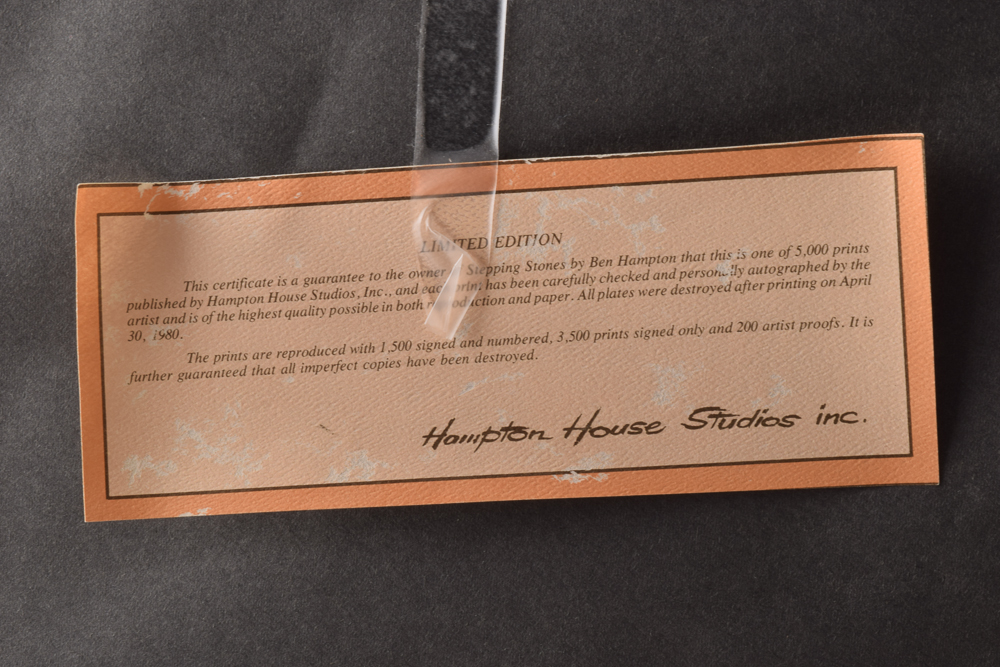 LIMITED EDITION
This certificate is a guarantee to the owner Stepping Stones by Ben Hampton that this is one of 5,000 prints
published by Hampton House Studios, Inc., and each print has been carefully checked and personally autographed by the
artist and is of the highest quality possible in both reproduction and paper. All plates were destroyed after printing on April
30, 1980.
The prints are reproduced with 1,500 signed and numbered, 3,500 prints signed only and 200 artist proofs. It is
further guaranteed that all imperfect copies have been destroyed.
Hampton House Studios inc.